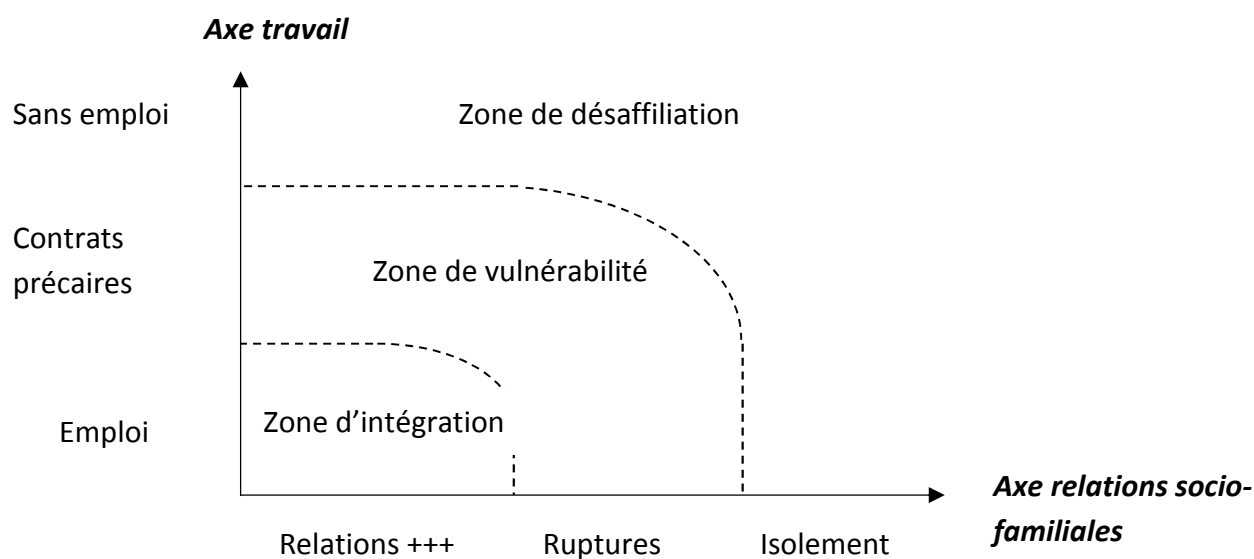 Axe travail
Sans emploi
Zone de désaffiliation
Contrats
précaires
Zone de vulnérabilité
Emploi
Zone d’intégration
Axe relations socio-
familiales
Relations +++
Ruptures
Isolement